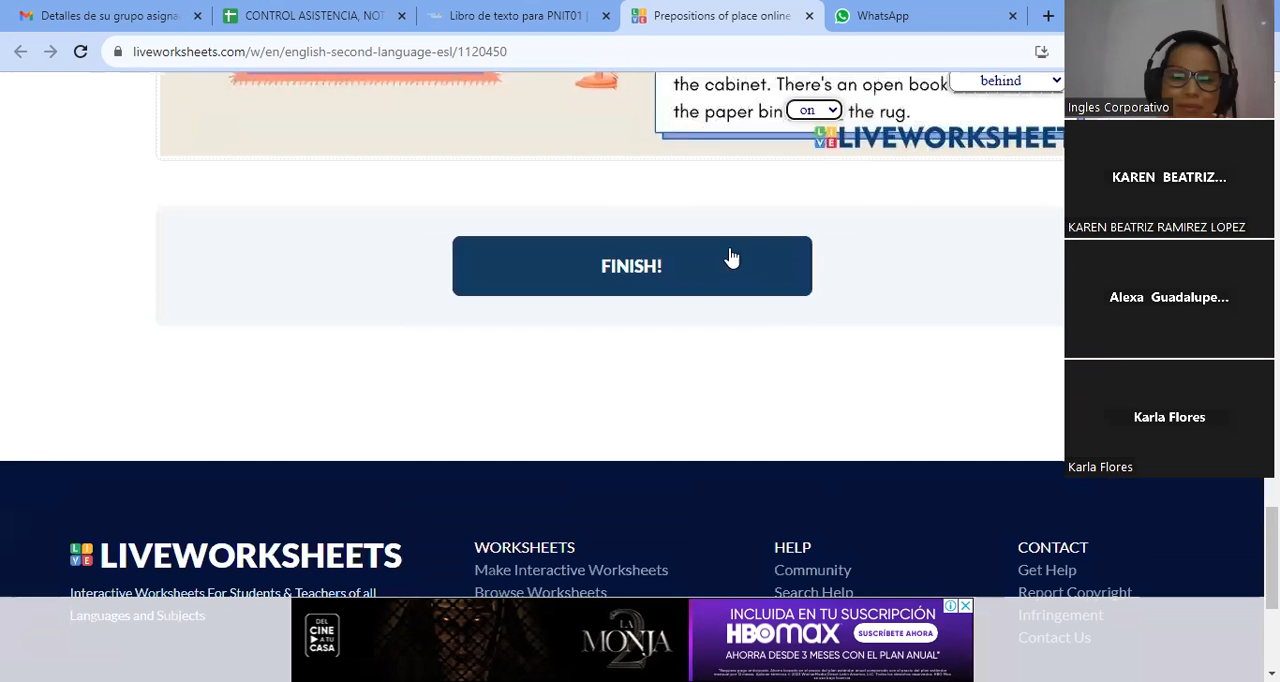 Detalles de su grupo asigna
CONTROL ASISTENCIA, NOT
Libro de texto para PNIT01 |
Prepositions of place online
WhatsApp
liveworksheets.com/w/en/english-second-language-esl/1120450
the cabinet. There's an open book behind
the paper bin on the rug.
LIVEWORKSHEET
FINISH!
Ingles Corporativo
KAREN BEATRIZ...
KAREN BEATRIZ RAMIREZ LOPEZ
Alexa Guadalupe...
Karla Flores
Karla Flores
LIVE LIVEWORKSHEETS
Interactive Worksheets For Students & Teachers of all
Languages and Subjects
WORKSHEETS
Make Interactive Worksheets
Browse Worksheets
HELP
Community
Search Help
CONTACT
Get Help
Report Copyright
Infringement
Contact Us
DEL
CINE
A TU
CASA
LA
MONJA
2
INCLUIDA EN TU SUSCRIPCIÓN
HBOMAX
SUSCRÍBETE AHORA
AHORA DESDE 3 MESES CON EL PLAN ANUAL*